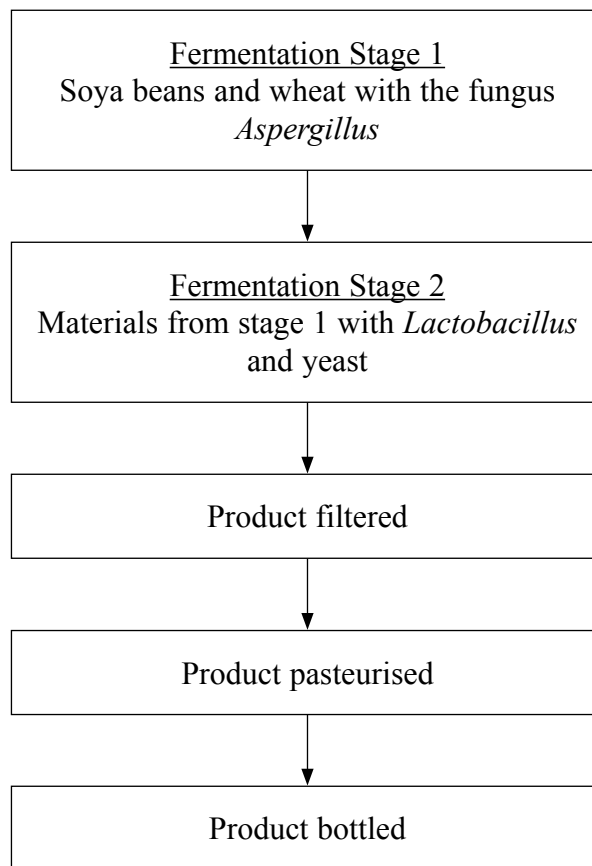 Fermentation Stage 1
Soya beans and wheat with the fungus
Aspergillus
Fermentation Stage 2
Materials from stage 1 with Lactobacillus
and yeast
Product filtered
Product pasteurised
Product bottled